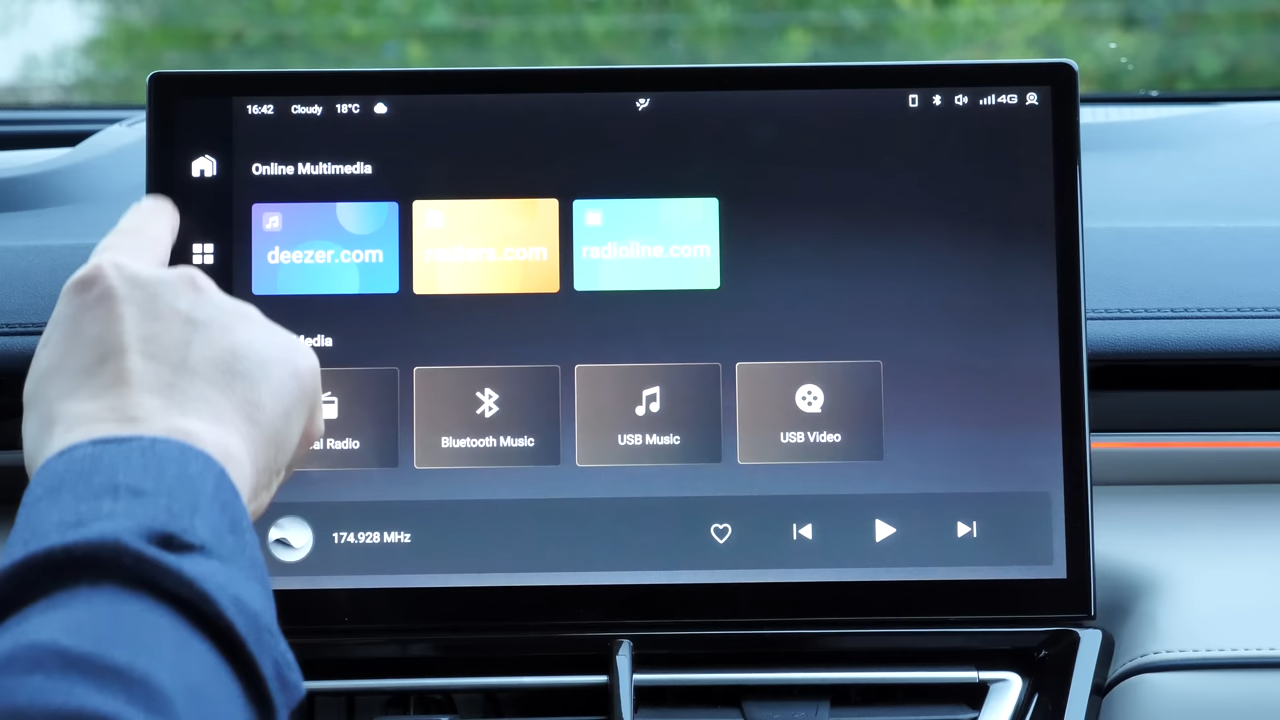 16:42 Cloudy 18°C
4G
Online Multimedia
deezer.com
radioline.com
Media
Radio
Bluetooth Music
USB Music
USB Video
174.928 MHz